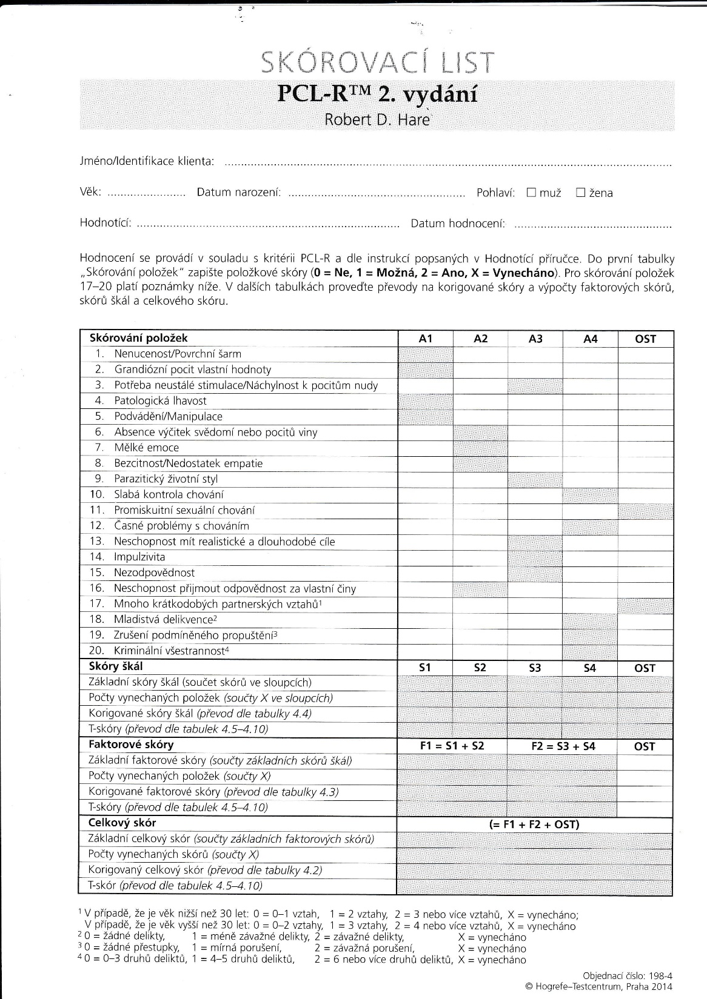 SKÓROVACÍ LIST
PCL-R™ 2. vydání
Robert D. Hare
Jméno/Identifikace klienta: ........................................
Věk: ........................ Datum narození: ........................................ Pohlaví: ☐ muž ☐ žena
Hodnotící: ........................................ Datum hodnocení: ........................................
Hodnocení se provádí v souladu s kritérii PCL-R a dle instrukcí popsaných v Hodnotící příručce. Do první tabulky
„Skórování položek“ zapište položkové skóry (0 = Ne, 1 = Možná, 2 = Ano, X = Vynecháno). Pro skórování položek
17–20 platí poznámky níže. V dalších tabulkách proveďte převody na korigované skóry a výpočty faktorových skórů,
skórů škál a celkového skóru.
Skórování položek A1 A2 A3 A4 OST
1. Nenucenost/Povrchní šarm
2. Grandiózní pocit vlastní hodnoty
3. Potřeba neustálé stimulace/Náchylnost k pocitům nudy
4. Patologická lhavost
5. Podvádění/Manipulace
6. Absence výčitek svědomí nebo pocitů viny
7. Mělké emoce
8. Bezcitnost/Nedostatek empatie
9. Parazitický životní styl
10. Slabá kontrola chování
11. Promiskuitní sexuální chování
12. Časné problémy s chováním
13. Neschopnost mít realistické a dlouhodobé cíle
14. Impulzivita
15. Nezodpovědnost
16. Neschopnost přijmout odpovědnost za vlastní činy
17. Mnoho krátkodobých partnerských vztahů¹
18. Mladistvá delikvence²
19. Zrušení podmíněného propuštění³
20. Kriminální všestrannost⁴
Skóry škál S1 S2 S3 S4 OST
Základní skóry škál (součet skórů ve sloupcích)
Počty vynechaných položek (součty X ve sloupcích)
Korigované skóry škál (převod dle tabulky 4.4)
T-skóry (převod dle tabulek 4.5–4.10)
Faktorové skóry F1 = S1 + S2 F2 = S3 + S4 OST
Základní faktorové skóry (součty základních skórů škál)
Počty vynechaných položek (součty X)
Korigované faktorové skóry (převod dle tabulky 4.3)
T-skóry (převod dle tabulek 4.5–4.10)
Celkový skór (= F1 + F2 + OST)
Základní celkový skór (součty základních faktorových skórů)
Počty vynechaných skórů (součty X)
Korigovaný celkový skór (převod dle tabulky 4.2)
T-skór (převod dle tabulek 4.5–4.10)
¹ V případě, že je věk nižší než 30 let: 0 = 0–1 vztah, 1 = 2 vztahy, 2 = 3 nebo více vztahů, X = vynecháno;
V případě, že je věk vyšší než 30 let: 0 = 0–2 vztahy, 1 = 3 vztahy, 2 = 4 nebo více vztahů, X = vynecháno
² 0 = žádné delikty, 1 = méně závažné delikty, 2 = závažné delikty, X = vynecháno
³ 0 = žádné přestupky, 1 = mírná porušení, 2 = závažná porušení, X = vynecháno
⁴ 0 = 0–3 druhů deliktů, 1 = 4–5 druhů deliktů, 2 = 6 nebo více druhů deliktů, X = vynecháno
Objednací číslo: 198-4
© Hogrefe–Testcentrum, Praha 2014